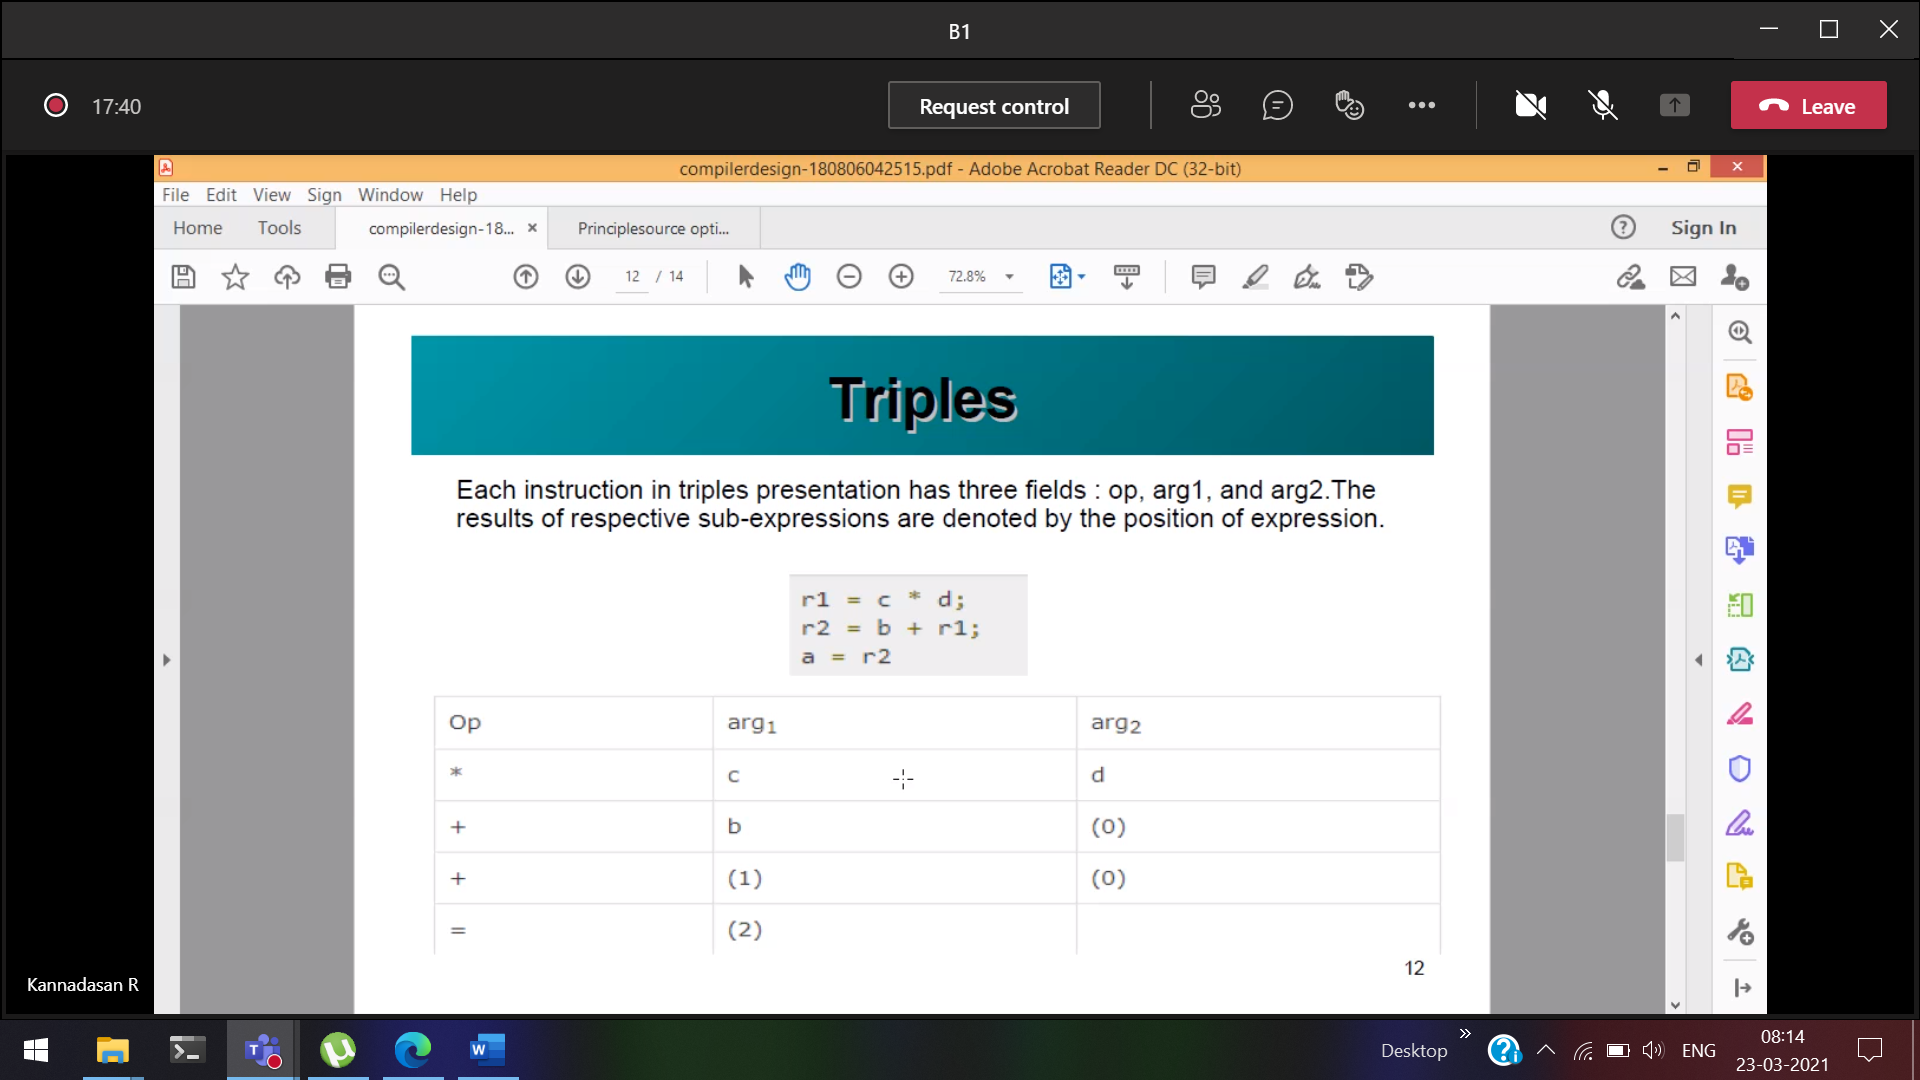 B1
17:40
Request control
Leave
compilerdesign-180806042515.pdf - Adobe Acrobat Reader DC (32-bit)
File Edit View Sign Window Help
Home Tools compilerdesign-18... × Principlesource opti... Sign In
12 / 14 72.8%
Triples
Each instruction in triples presentation has three fields : op, arg1, and arg2.The
results of respective sub-expressions are denoted by the position of expression.
r1 = c * d;
r2 = b + r1;
a = r2
Op arg1 arg2
* c d
+ b (0)
+ (1) (0)
= (2)
12
Kannadasan R
Desktop ENG 08:14
23-03-2021